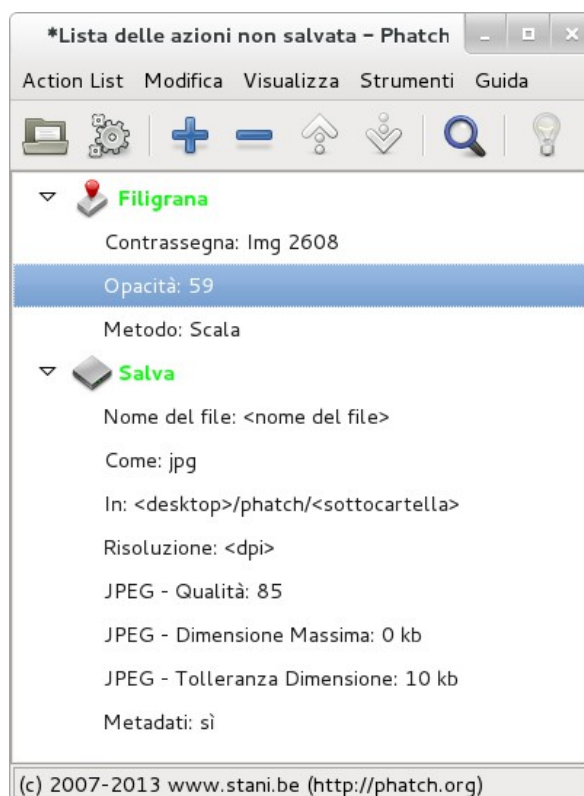 *Lista delle azioni non salvata – Phatch
Action List Modifica Visualizza Strumenti Guida
Filigrana
Contrassegna: Img 2608
Opacità: 59
Metodo: Scala
Salva
Nome del file: <nome del file>
Come: jpg
In: <desktop>/phatch/<sottocartella>
Risoluzione: <dpi>
JPEG - Qualità: 85
JPEG - Dimensione Massima: 0 kb
JPEG - Tolleranza Dimensione: 10 kb
Metadati: sì
(c) 2007-2013 www.stani.be (http://phatch.org)